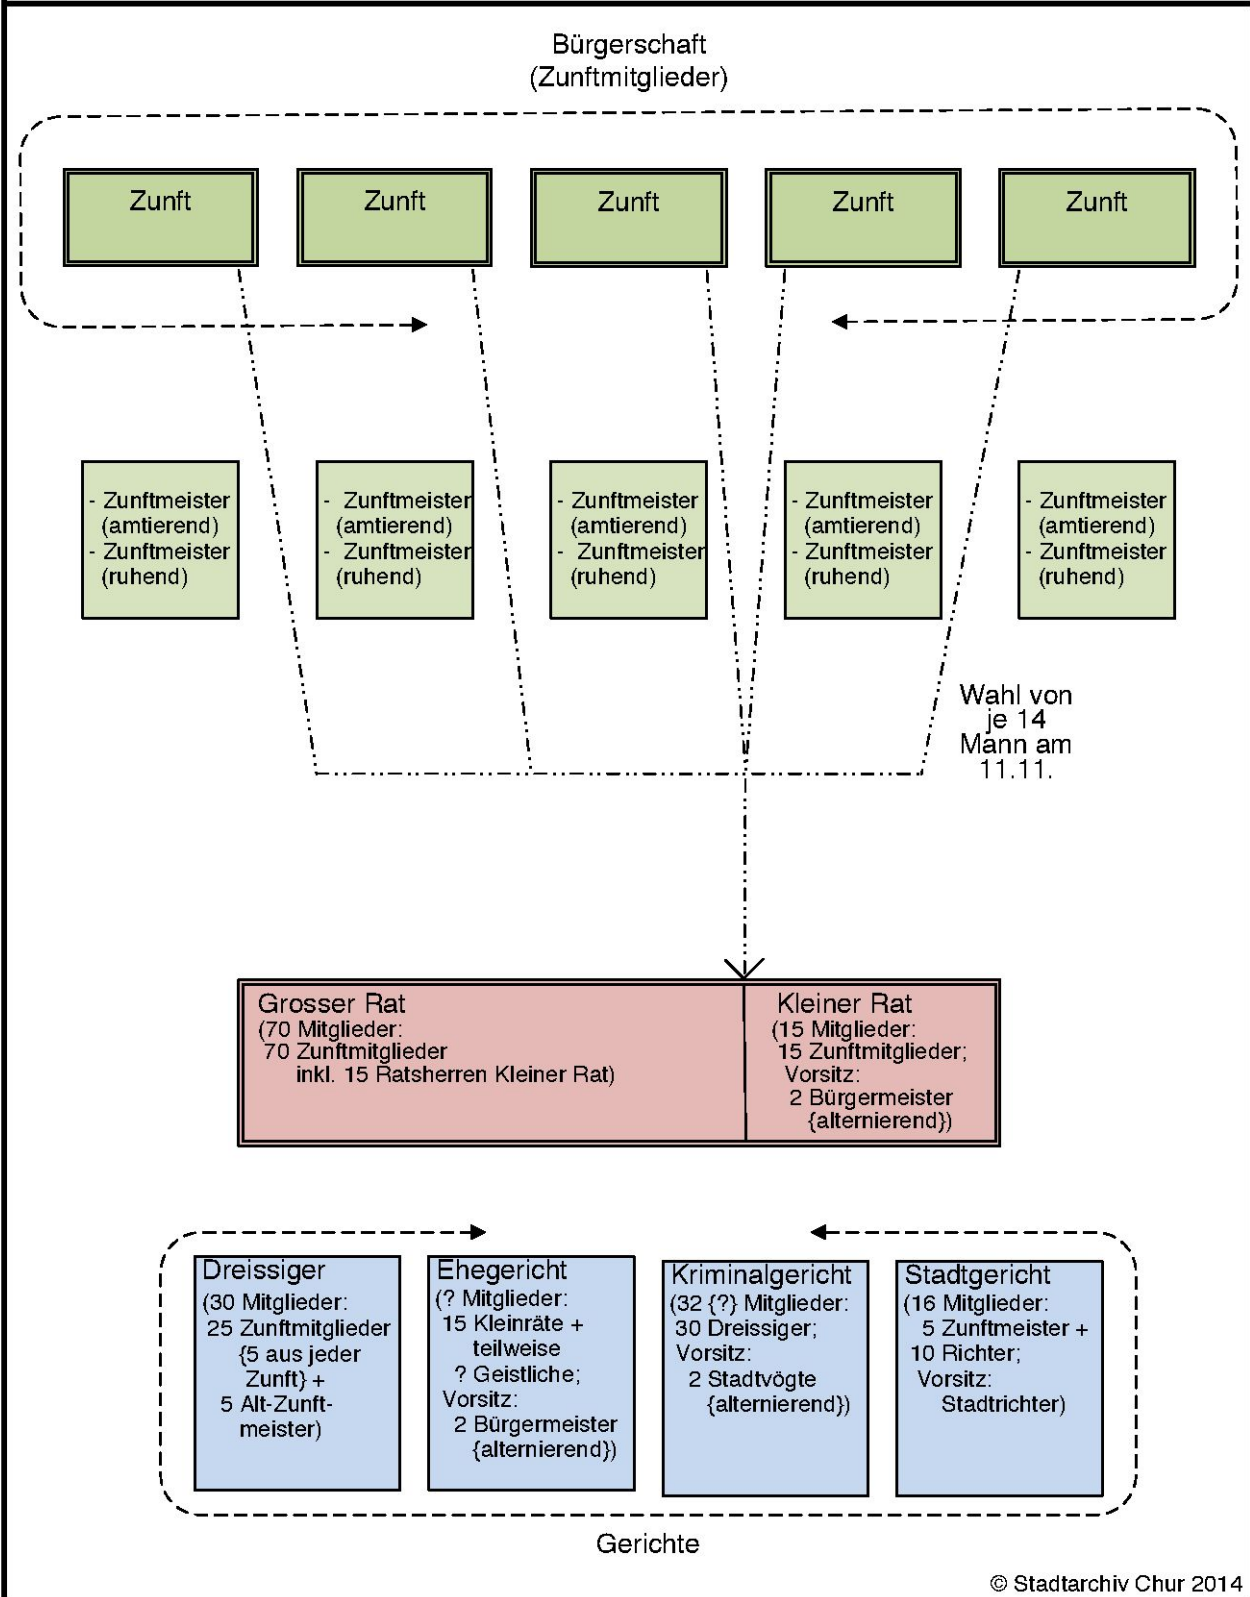 Bürgerschaft
(Zunftmitglieder)
Zunft
Zunft
Zunft
Zunft
Zunft
- Zunftmeister
(amtierend)
- Zunftmeister
(ruhend)
- Zunftmeister
(amtierend)
- Zunftmeister
(ruhend)
- Zunftmeister
(amtierend)
- Zunftmeister
(ruhend)
- Zunftmeister
(amtierend)
- Zunftmeister
(ruhend)
- Zunftmeister
(amtierend)
- Zunftmeister
(ruhend)
Wahl von
je 14
Mann am
11.11.
Grosser Rat
(70 Mitglieder:
70 Zunftmitglieder
inkl. 15 Ratsherren Kleiner Rat)
Kleiner Rat
(15 Mitglieder:
15 Zunftmitglieder;
Vorsitz:
2 Bürgermeister
{alternierend})
Dreissiger
(30 Mitglieder:
25 Zunftmitglieder
{5 aus jeder
Zunft} +
5 Alt-Zunft-
meister)
Ehegericht
(? Mitglieder:
15 Kleinräte +
teilweise
? Geistliche;
Vorsitz:
2 Bürgermeister
{alternierend})
Kriminalgericht
(32 {?} Mitglieder:
30 Dreissiger;
Vorsitz:
2 Stadtvögte
{alternierend})
Stadtgericht
(16 Mitglieder:
5 Zunftmeister +
10 Richter;
Vorsitz:
Stadtrichter)
Gerichte
© Stadtarchiv Chur 2014